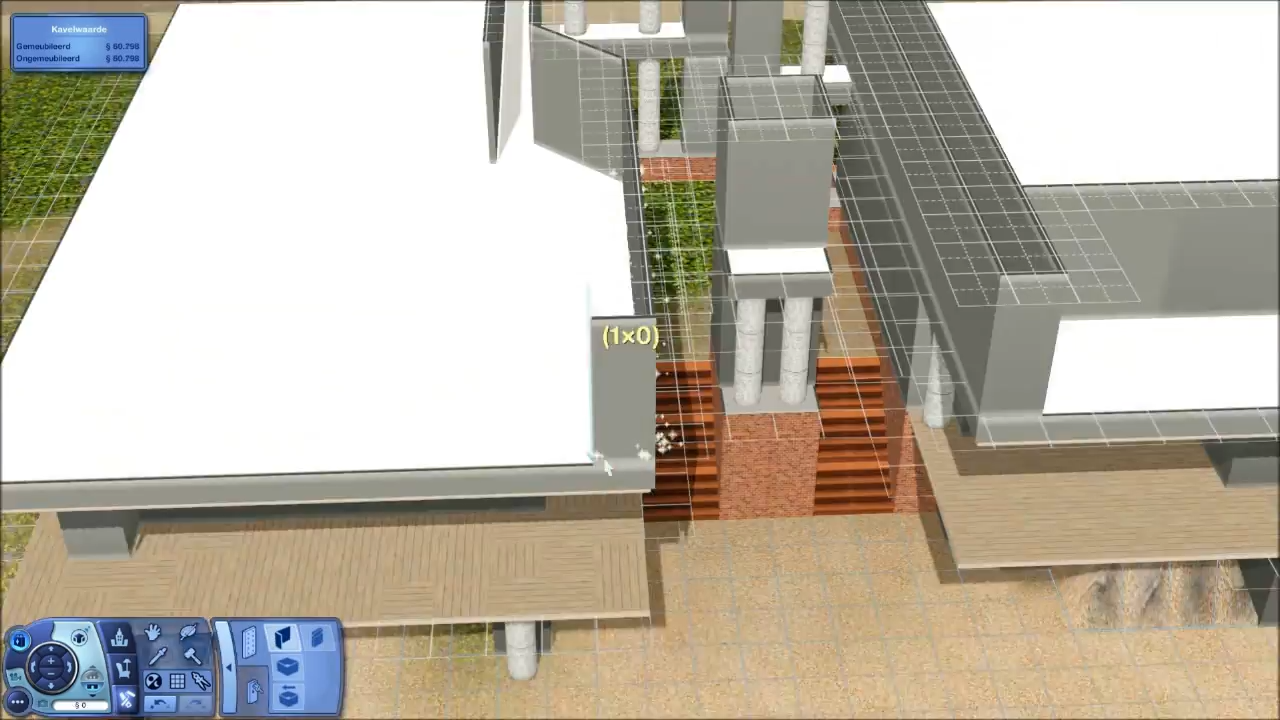 Kavelwaarde
Gemeubileerd § 60.798
Ongemeubileerd § 60.798
(1×0)
§ 0